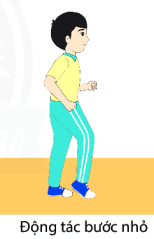 Động tác bước nhỏ